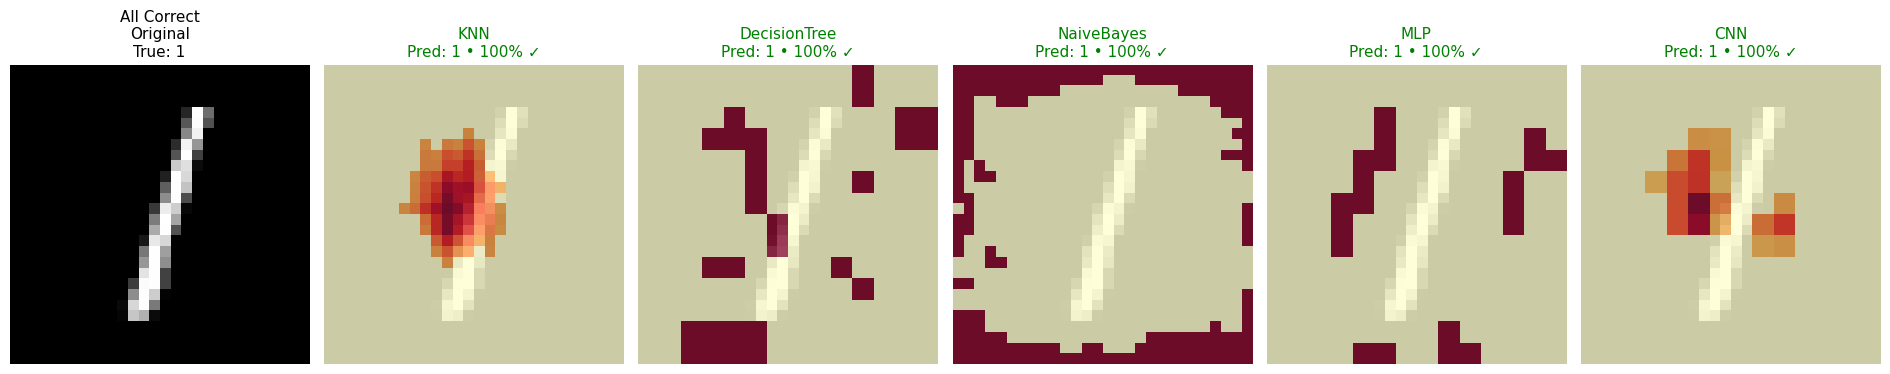 All Correct
Original
True: 1
KNN
Pred: 1 • 100% ✓
DecisionTree
Pred: 1 • 100% ✓
NaiveBayes
Pred: 1 • 100% ✓
MLP
Pred: 1 • 100% ✓
CNN
Pred: 1 • 100% ✓